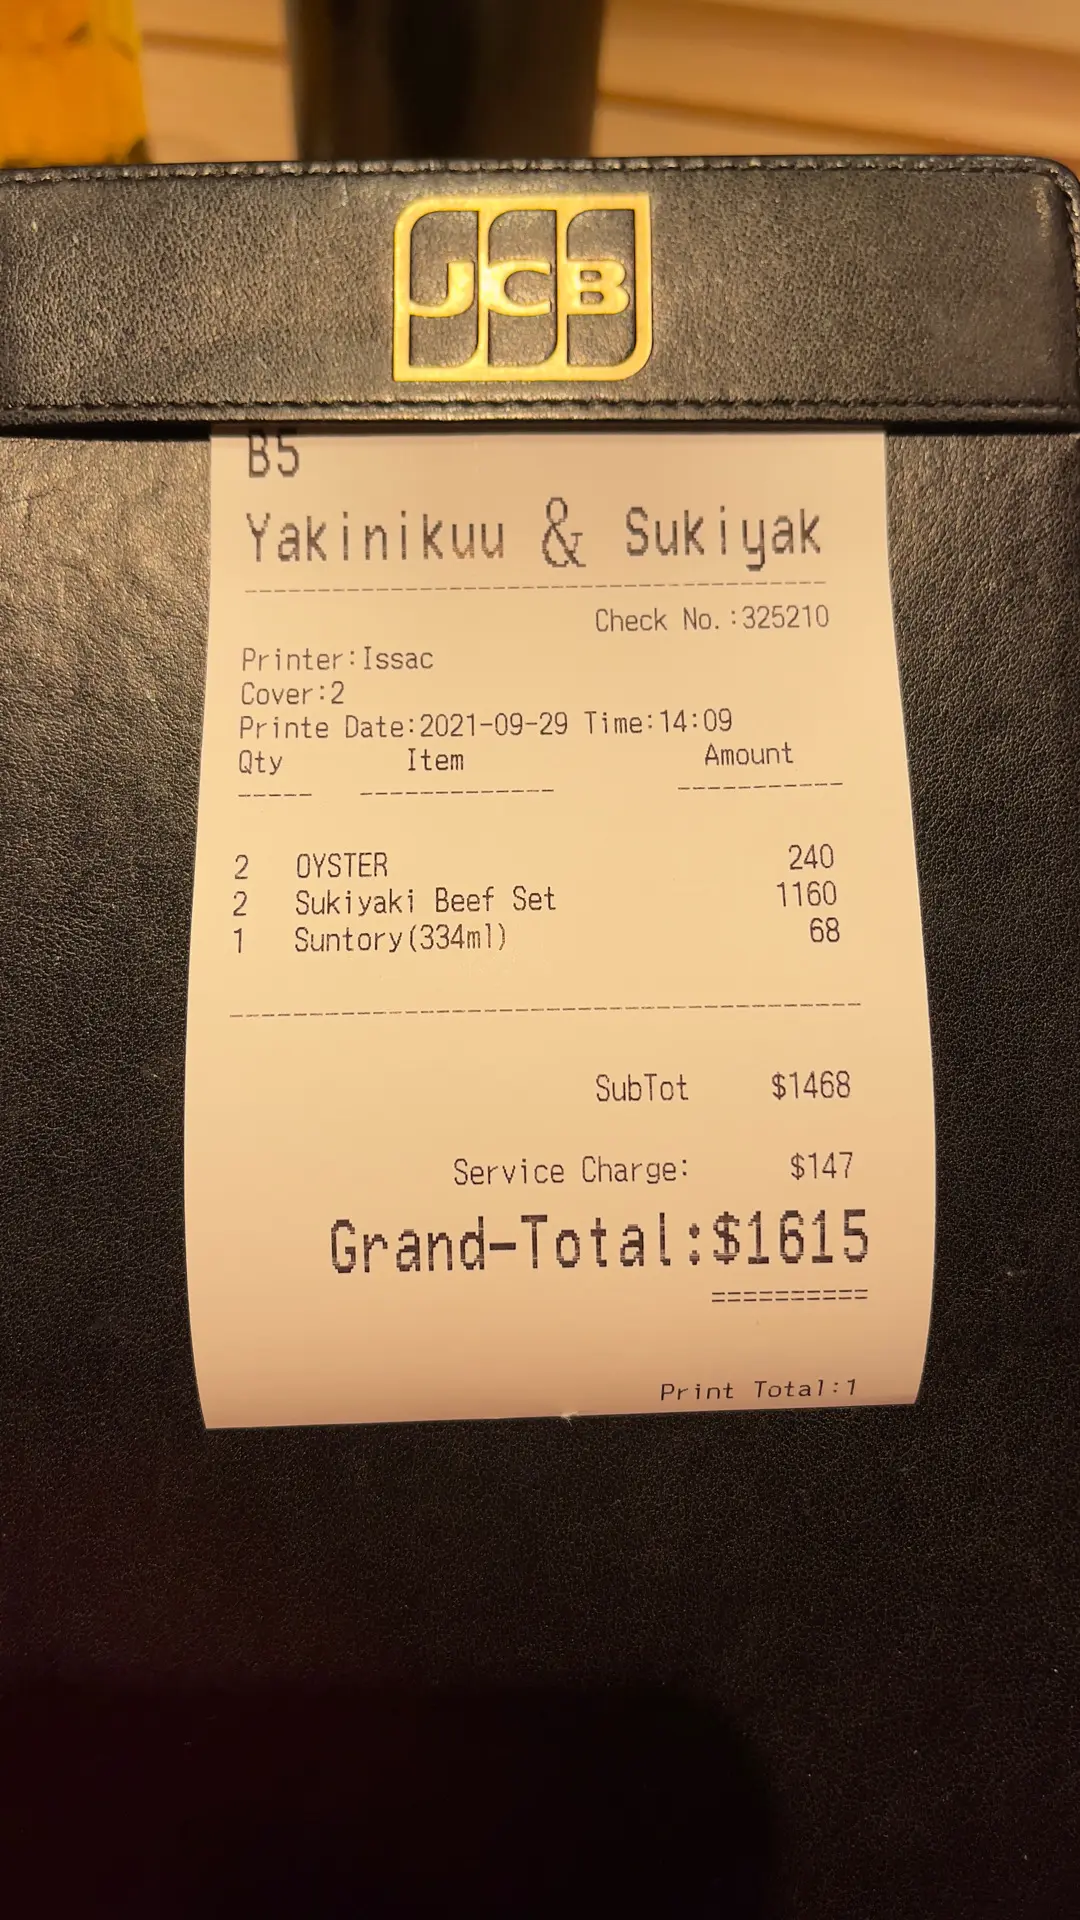 JCB
B5
Yakinikuu & Sukiyak
Check No.:325210
Printer:Issac
Cover:2
Printe Date:2021-09-29 Time:14:09
Qty Item Amount
2 OYSTER 240
2 Sukiyaki Beef Set 1160
1 Suntory(334ml) 68
SubTot $1468
Service Charge: $147
Grand-Total:$1615
==========
Print Total:1